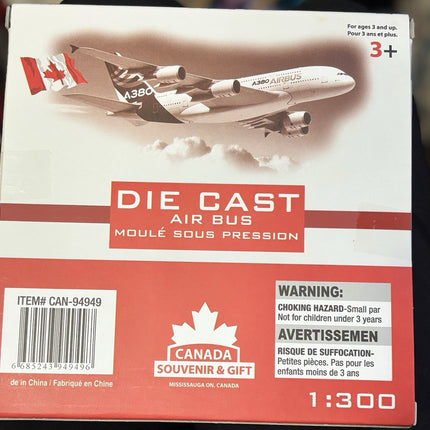 For ages 3 and up.
Pour 3 ans et plus.
3+
A380 AIRBUS
A380
DIE CAST
AIR BUS
MOULÉ SOUS PRESSION
ITEM# CAN-94949
6 685243 949496
de in China / Fabriqué en Chine
CANADA
SOUVENIR & GIFT
MISSISSAUGA ON. CANADA
WARNING:
CHOKING HAZARD-Small par
Not for children under 3 years
AVERTISSEMEN
RISQUE DE SUFFOCATION-
Petites pièces. Pas pour les
enfants moins de 3 ans
1:300